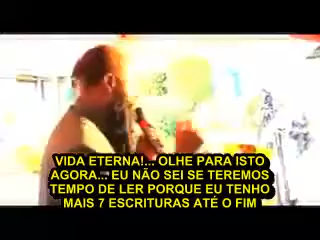 VIDA ETERNA!... OLHE PARA ISTO
AGORA... EU NÃO SEI SE TEREMOS
TEMPO DE LER PORQUE EU TENHO
MAIS 7 ESCRITURAS ATÉ O FIM